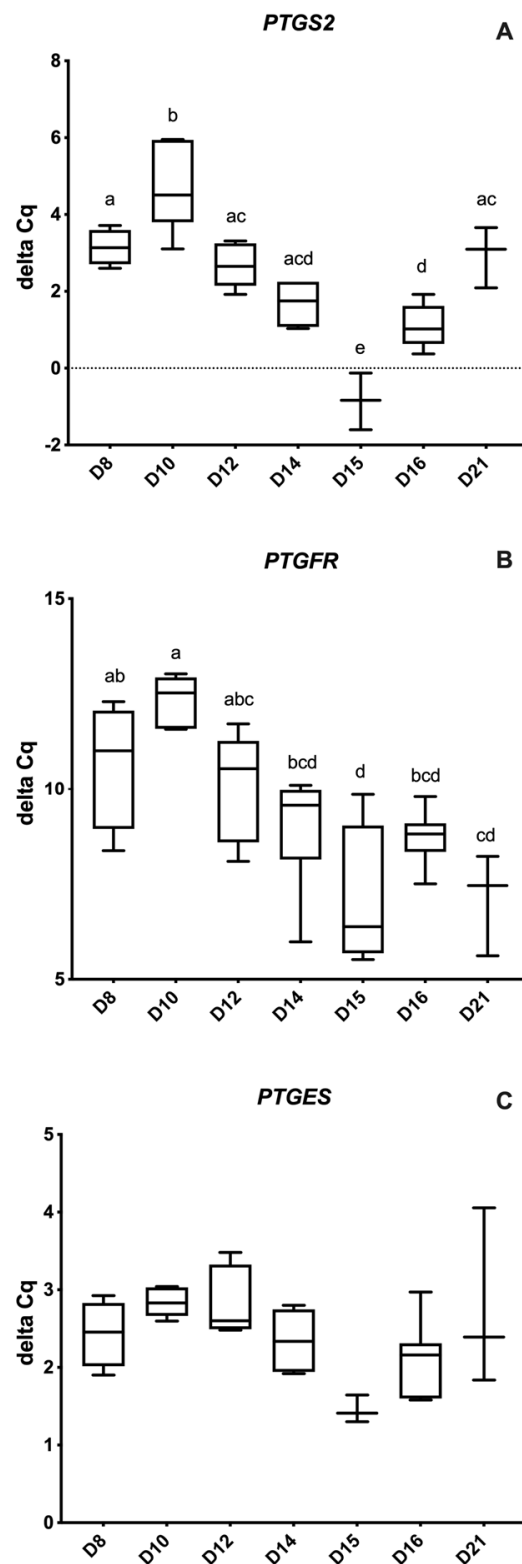 PTGS2
A
delta Cq
8
6
4
2
0
-2
a
b
ac
acd
e
d
ac
D8 D10 D12 D14 D15 D16 D21
PTGFR
B
delta Cq
15
10
5
ab
a
abc
bcd
d
bcd
cd
D8 D10 D12 D14 D15 D16 D21
PTGES
C
delta Cq
5
4
3
2
1
0
D8 D10 D12 D14 D15 D16 D21